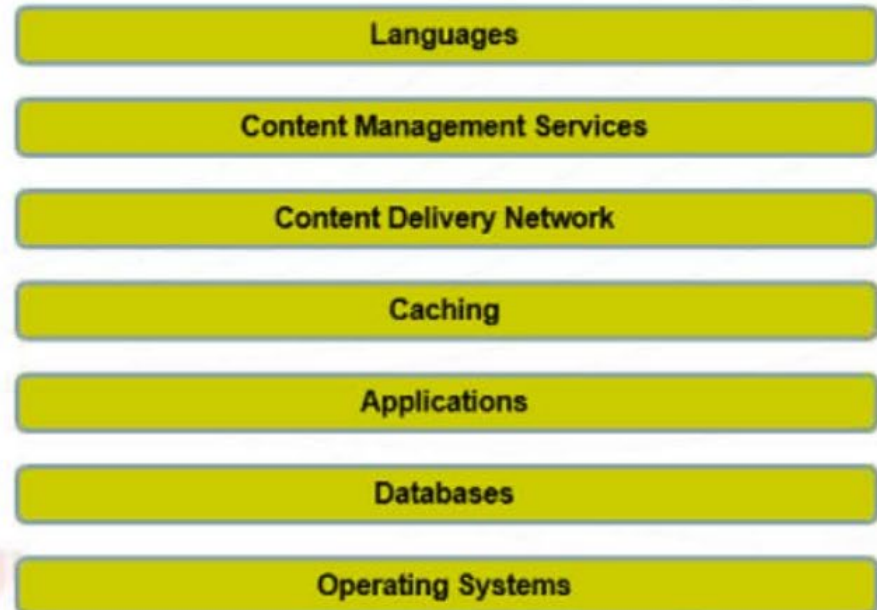 Languages
Content Management Services
Content Delivery Network
Caching
Applications
Databases
Operating Systems